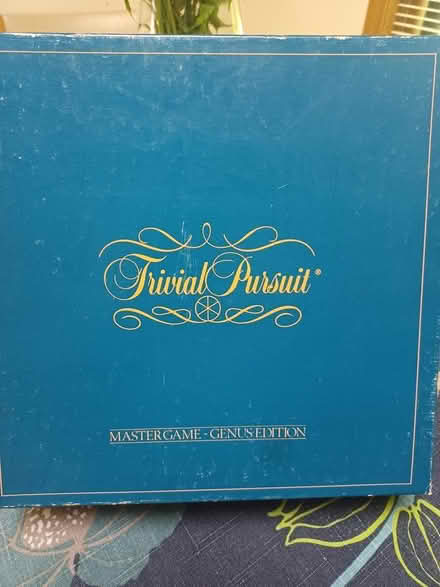 Trivial Pursuit®
MASTER GAME - GENUS EDITION